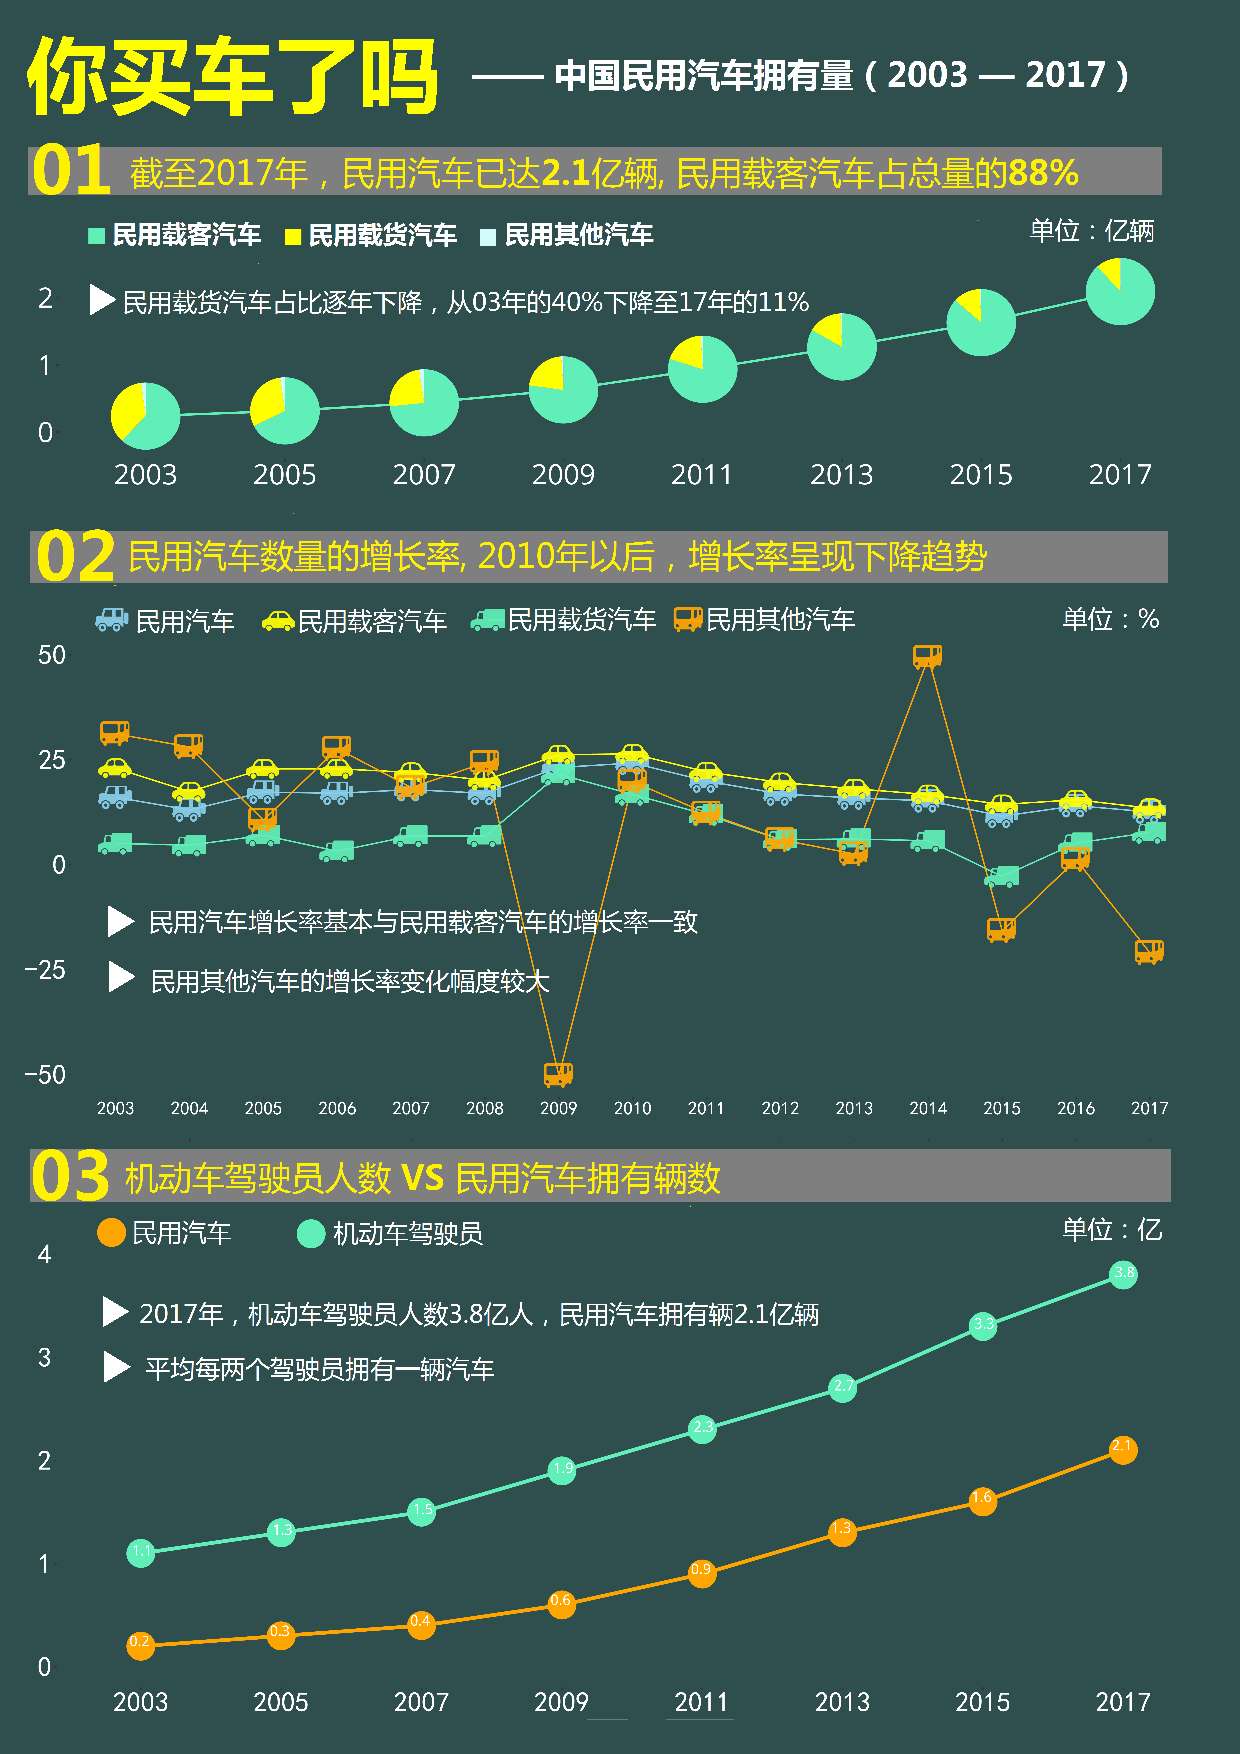 你买车了吗 —— 中国民用汽车拥有量（2003 — 2017）
01 截至2017年，民用汽车已达2.1亿辆, 民用载客汽车占总量的88%
民用载客汽车 民用载货汽车 民用其他汽车 单位：亿辆
民用载货汽车占比逐年下降，从03年的40%下降至17年的11%
2
1
0
2003 2005 2007 2009 2011 2013 2015 2017
02 民用汽车数量的增长率, 2010年以后，增长率呈现下降趋势
民用汽车 民用载客汽车 民用载货汽车 民用其他汽车 单位：%
50
25
0
民用汽车增长率基本与民用载客汽车的增长率一致
−25
民用其他汽车的增长率变化幅度较大
−50
2003 2004 2005 2006 2007 2008 2009 2010 2011 2012 2013 2014 2015 2016 2017
03 机动车驾驶员人数 VS 民用汽车拥有辆数
民用汽车 机动车驾驶员 单位：亿
4
3.8
2017年，机动车驾驶员人数3.8亿人，民用汽车拥有辆2.1亿辆
3.3
3
平均每两个驾驶员拥有一辆汽车
2.7
2.3
2.1
2
1.9
1.6
1.5
1.3
1.3
1.1
1
0.9
0.6
0.4
0.3
0.2
0
2003 2005 2007 2009 2011 2013 2015 2017